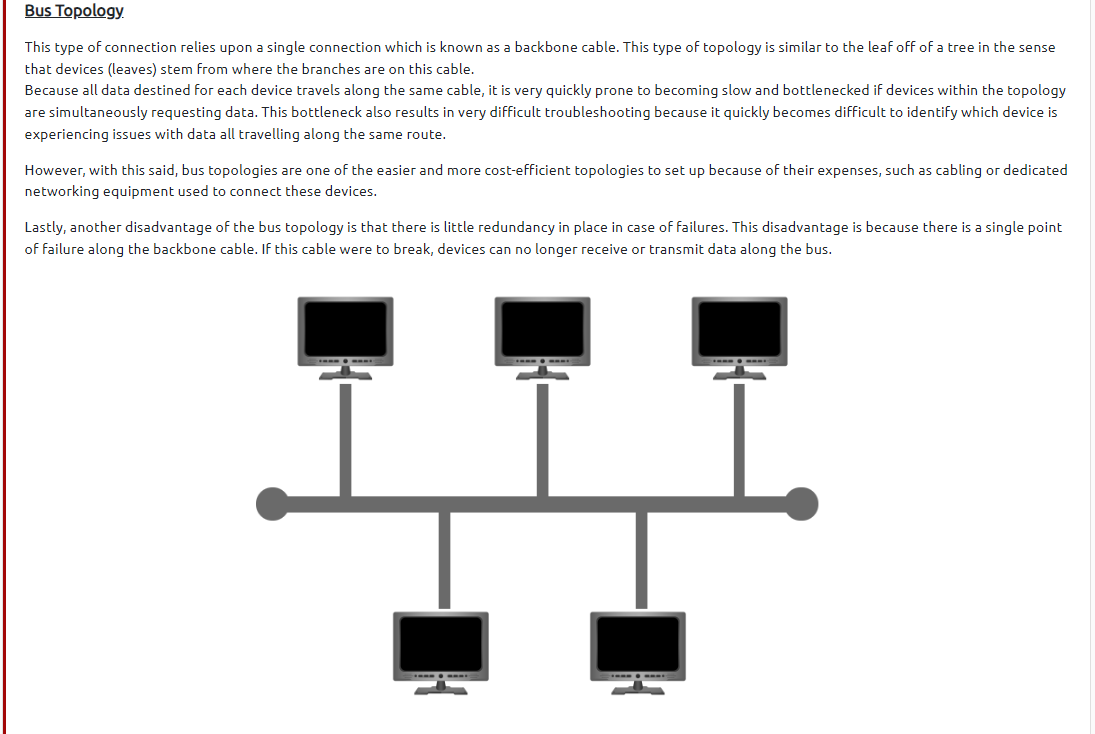 Bus Topology
This type of connection relies upon a single connection which is known as a backbone cable. This type of topology is similar to the leaf off of a tree in the sense
that devices (leaves) stem from where the branches are on this cable.
Because all data destined for each device travels along the same cable, it is very quickly prone to becoming slow and bottlenecked if devices within the topology
are simultaneously requesting data. This bottleneck also results in very difficult troubleshooting because it quickly becomes difficult to identify which device is
experiencing issues with data all travelling along the same route.
However, with this said, bus topologies are one of the easier and more cost-efficient topologies to set up because of their expenses, such as cabling or dedicated
networking equipment used to connect these devices.
Lastly, another disadvantage of the bus topology is that there is little redundancy in place in case of failures. This disadvantage is because there is a single point
of failure along the backbone cable. If this cable were to break, devices can no longer receive or transmit data along the bus.